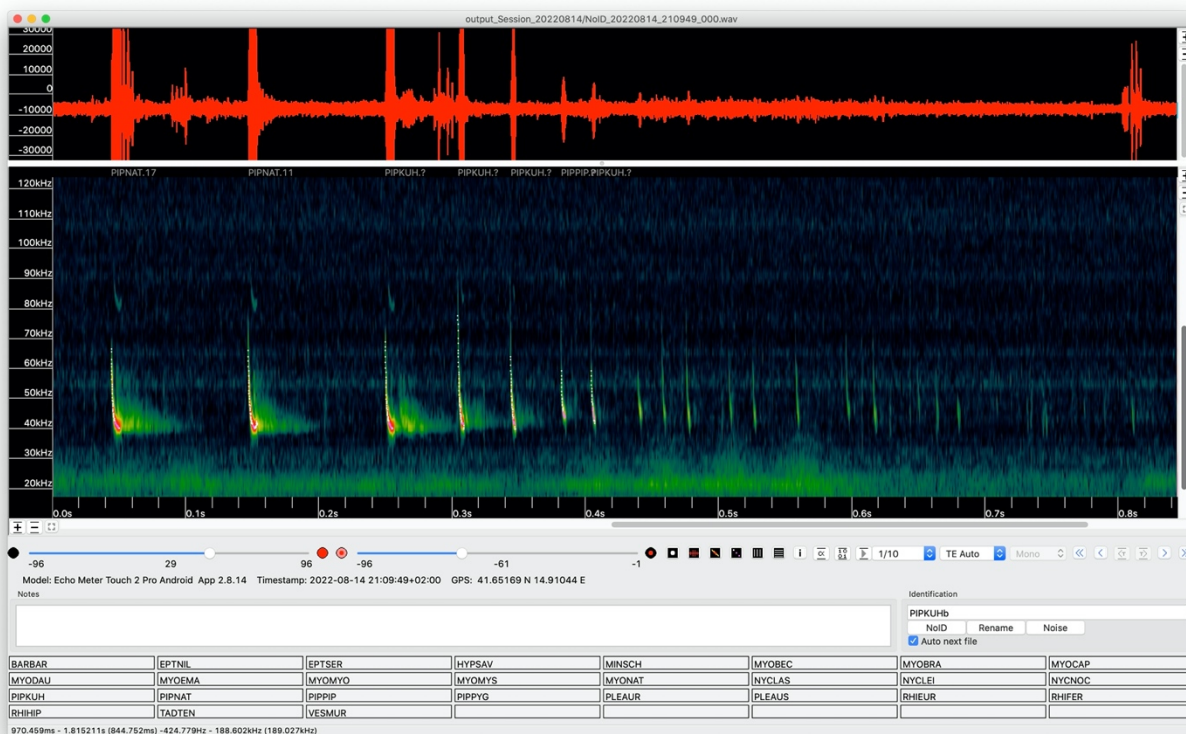 output_Session_20220814/NoID_20220814_210949_000.wav
30000
20000
10000
0
-10000
-20000
-30000
PIPNAT.17 PIPNAT.11 PIPKUH.? PIPKUH.? PIPKUH.? PIPPIP.? PIPKUH.?
120kHz
110kHz
100kHz
90kHz
80kHz
70kHz
60kHz
50kHz
40kHz
30kHz
20kHz
0.0s 0.1s 0.2s 0.3s 0.4s 0.5s 0.6s 0.7s 0.8s
i 1/10 TE Auto Mono
-96 29 96 -96 -61 -1
Model: Echo Meter Touch 2 Pro Android App 2.8.14 Timestamp: 2022-08-14 21:09:49+02:00 GPS: 41.65169 N 14.91044 E
Notes Identification
PIPKUHb
NoID Rename Noise
Auto next file
BARBAR EPTNIL EPTSER HYPSAV MINSCH MYOBEC MYOBRA MYOCAP
MYODAU MYOEMA MYOMYO MYOMYS MYONAT NYCLAS NYCLEI NYCNOC
PIPKUH PIPNAT PIPPIP PIPPYG PLEAUR PLEAUS RHIEUR RHIFER
RHIHIP TADTEN VESMUR
970.459ms - 1.815211s (844.752ms) -424.779Hz - 188.602kHz (189.027kHz)